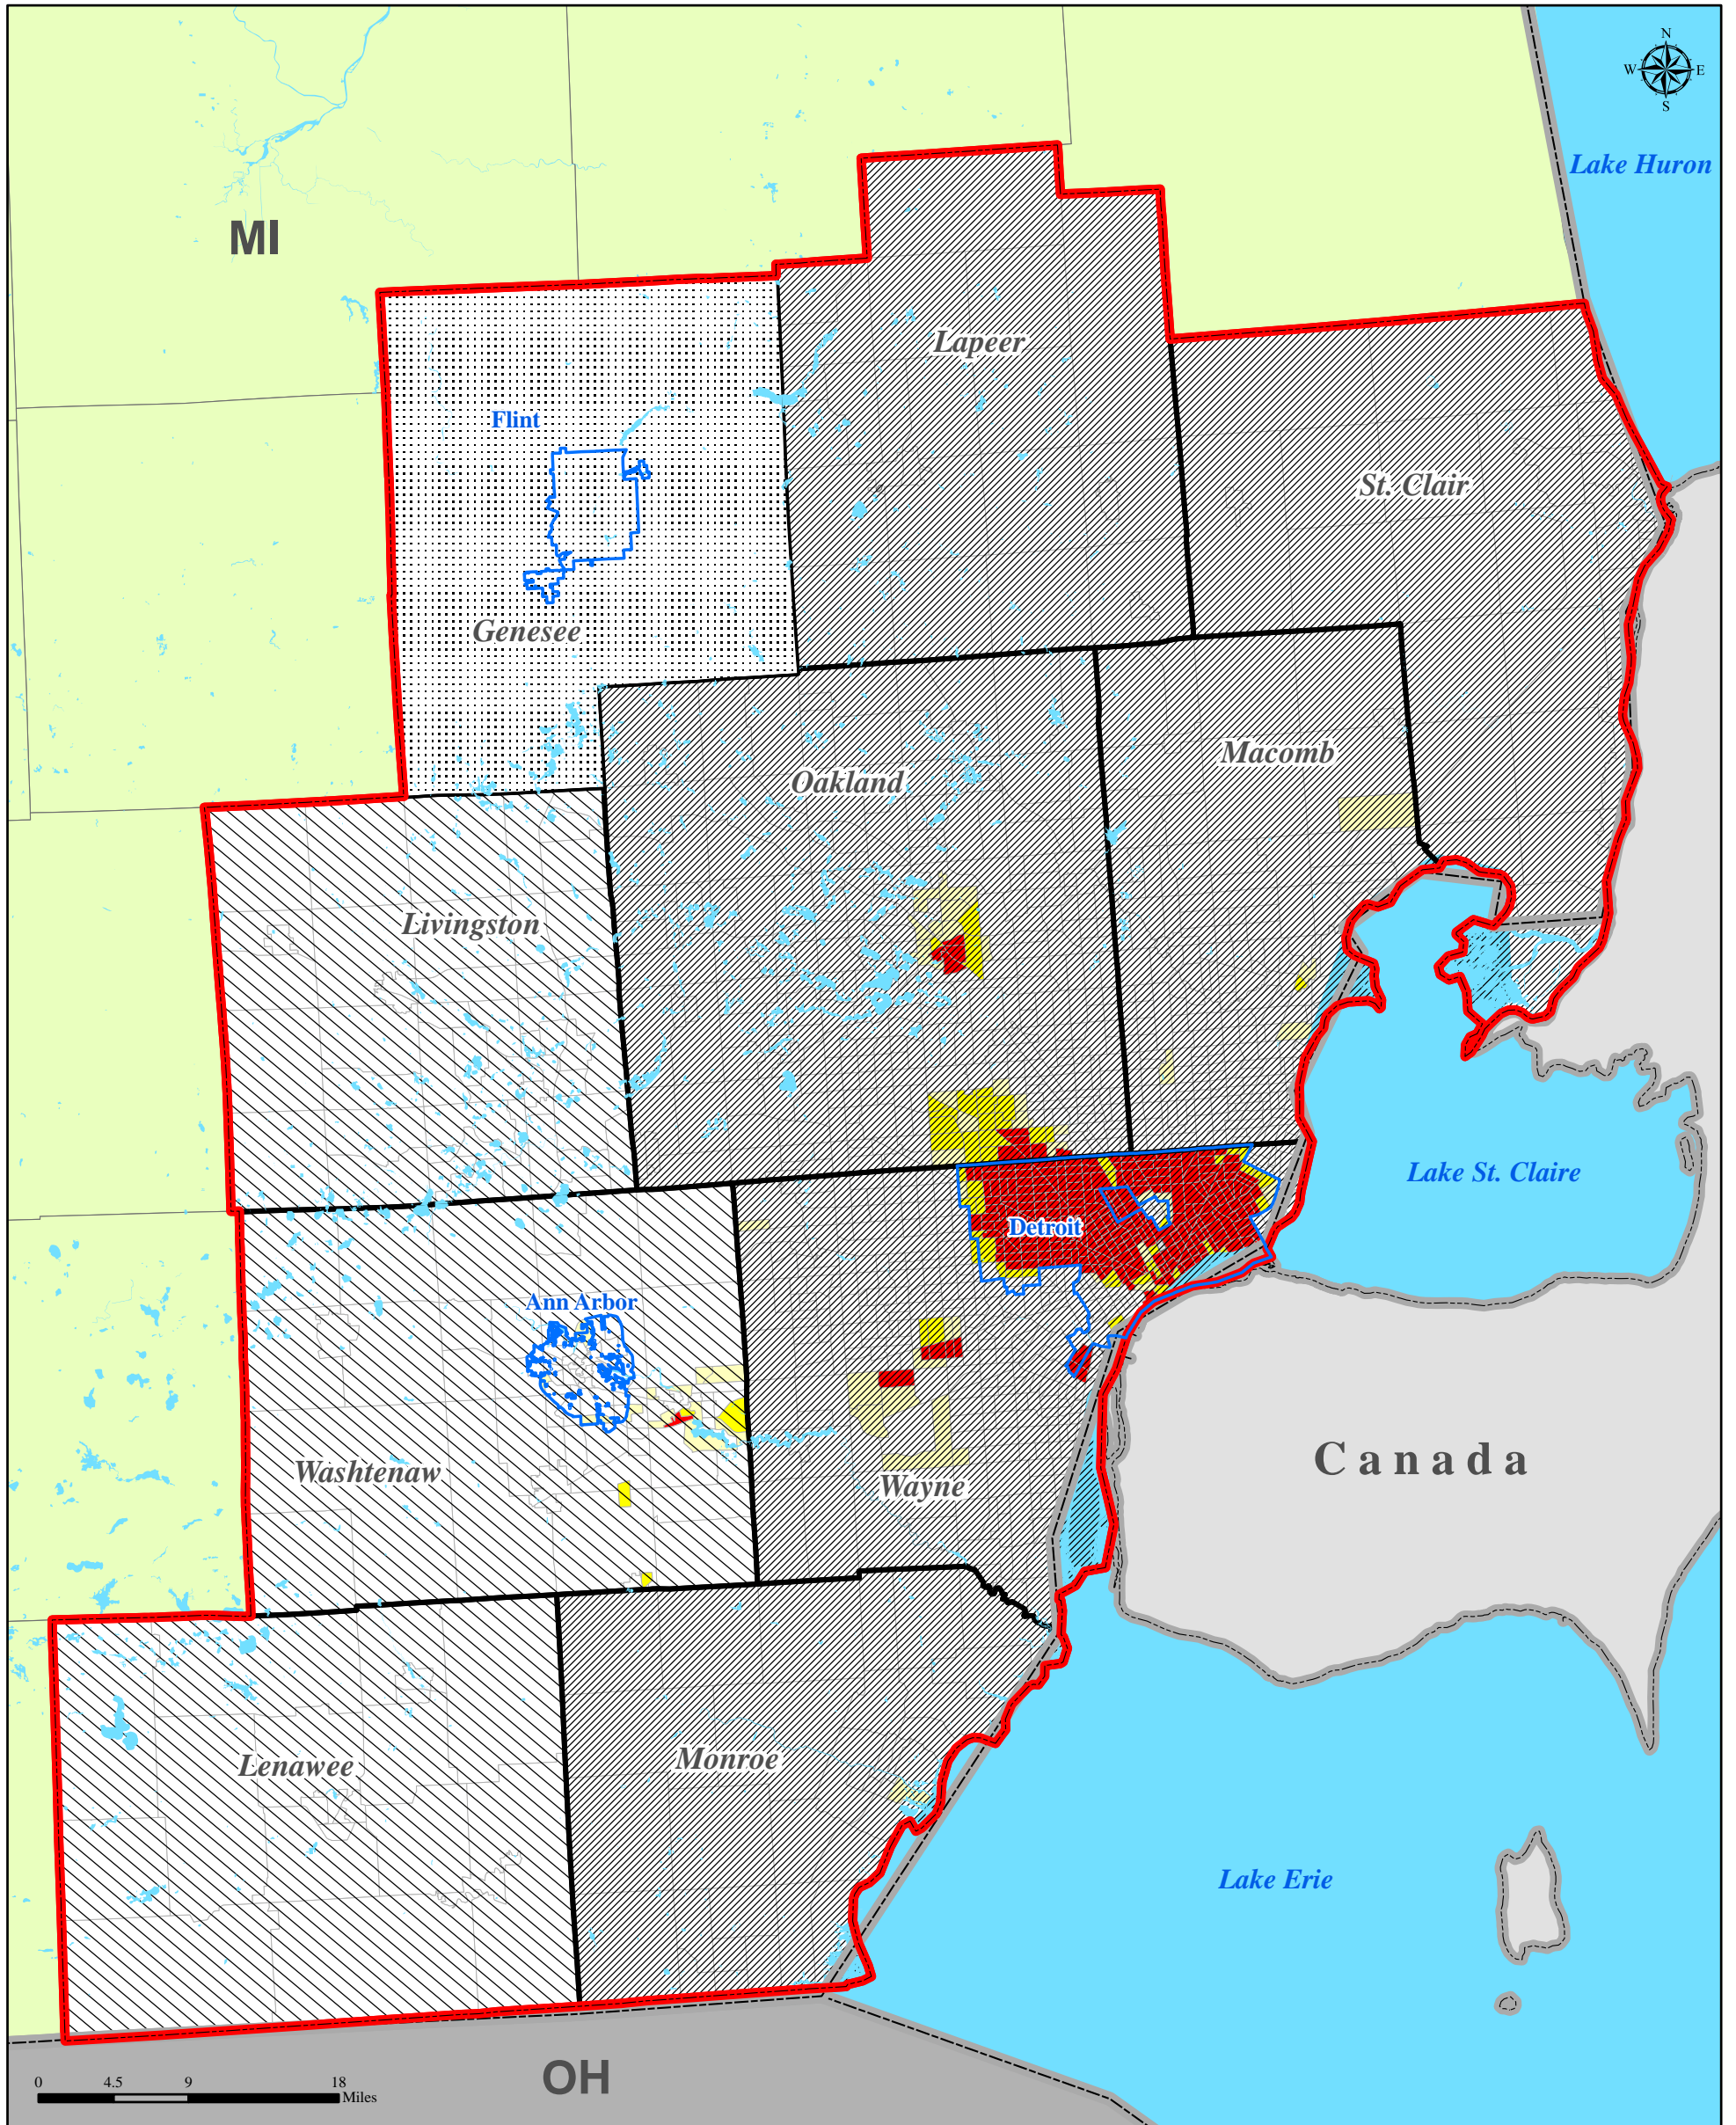 N
W E
S
Lake Huron
MI
Lapeer
Flint
St. Clair
Genesee
Macomb
Oakland
Livingston
Lake St. Claire
Detroit
Ann Arbor
Canada
Washtenaw
Wayne
Monroe
Lenawee
Lake Erie
OH
0 4.5 9 18
Miles